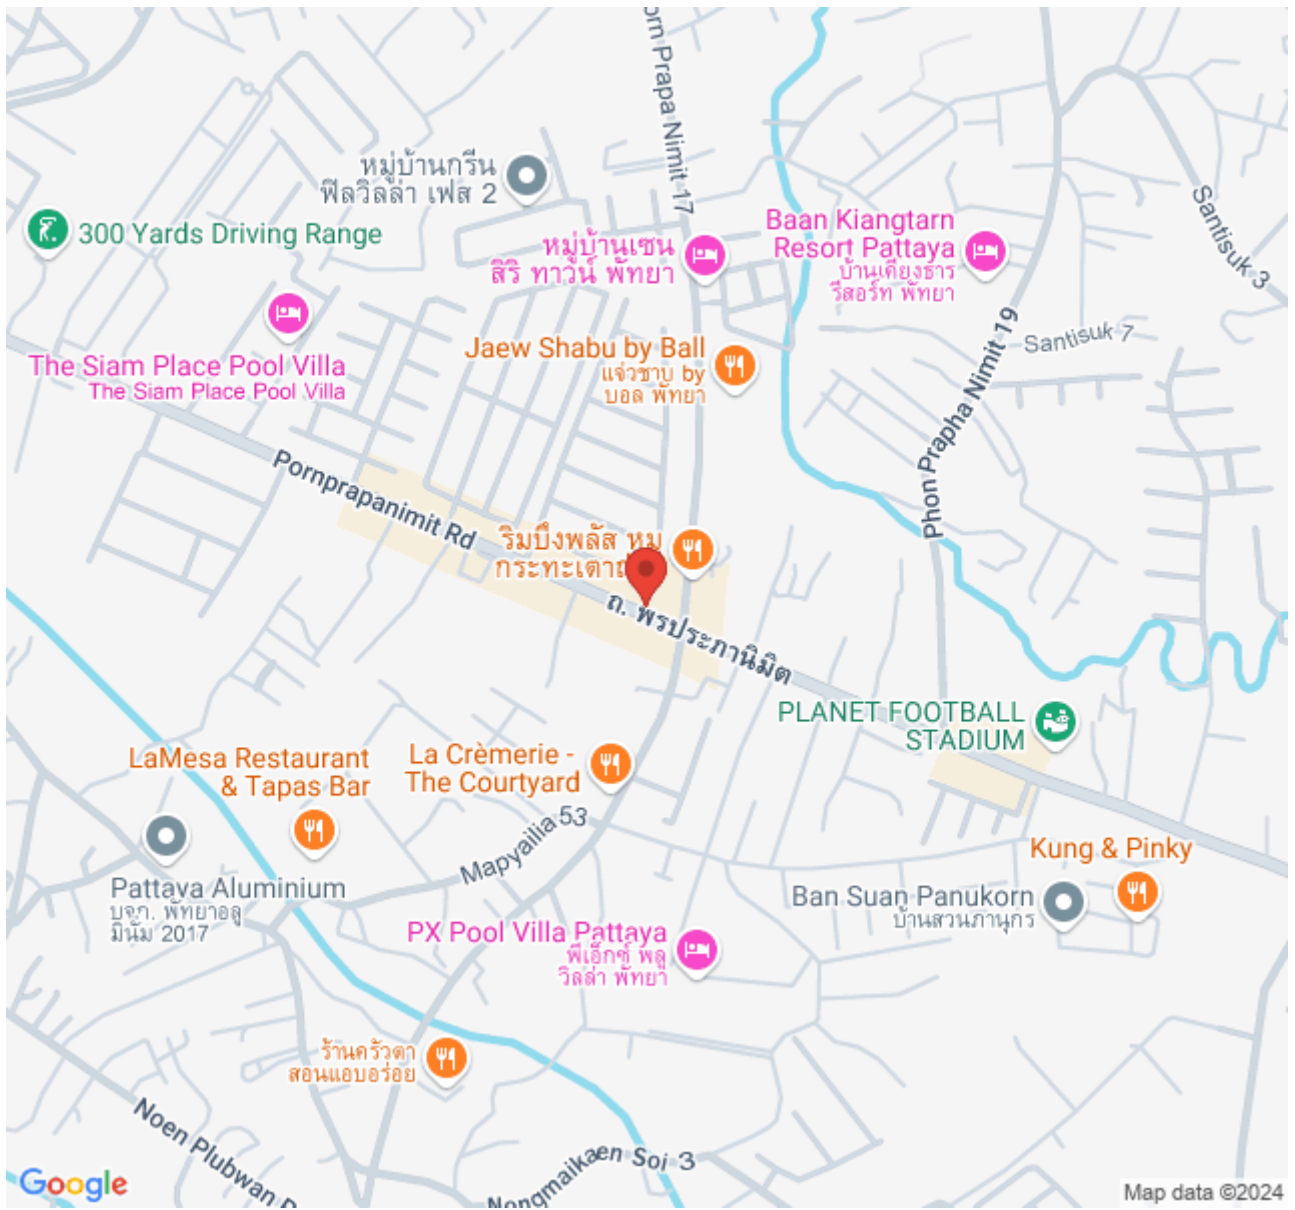 orn Prapa Nimit 17
หมู่บ้านกรีน
ฟิลวิลล่า เฟส 2
300 Yards Driving Range
หมู่บ้านเซน
สิริ ทาวน์ พัทยา
Baan Kiangtarn
Resort Pattaya
บ้านเคียงธาร
รีสอร์ท พัทยา
Santisuk 3
The Siam Place Pool Villa
The Siam Place Pool Villa
Jaew Shabu by Ball
แจ่วชาบู by
บอล พัทยา
Santisuk 7
Phon Prapha Nimit 19
Pornprapanimit Rd
ริมบึงพลัส หมู
กระทะเตาถ่
ถ. พรประภานิมิต
PLANET FOOTBALL
STADIUM
LaMesa Restaurant
& Tapas Bar
La Crèmerie -
The Courtyard
Mapyailia 53
Kung & Pinky
Pattaya Aluminium
บจก. พัทยาอลู
มินั่ม 2017
Ban Suan Panukorn
บ้านสวนภานุกร
PX Pool Villa Pattaya
พีเอ็กซ์ พลู
วิลล่า พัทยา
ร้านครัวตา
สอนแอบอร่อย
Noen Plubwan D
Nongmaikaen Soi 3
Google
Map data ©2024